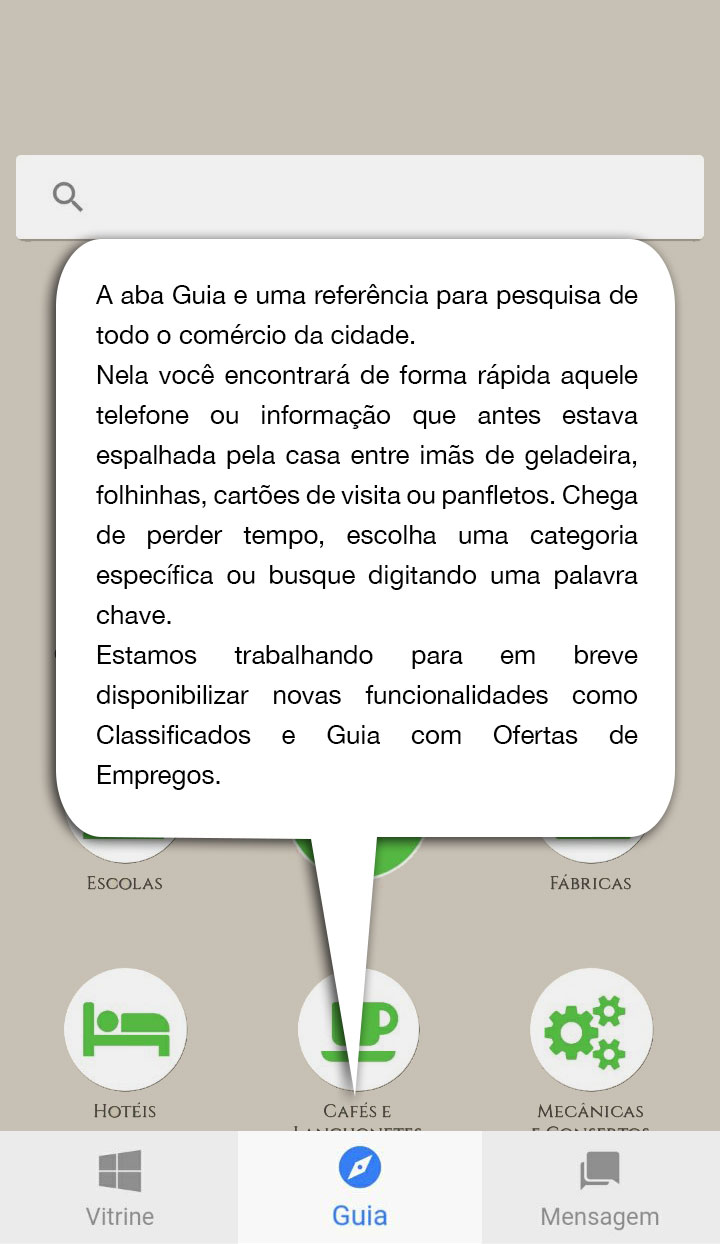 A aba Guia e uma referência para pesquisa de
todo o comércio da cidade.
Nela você encontrará de forma rápida aquele
telefone ou informação que antes estava
espalhada pela casa entre imãs de geladeira,
folhinhas, cartões de visita ou panfletos. Chega
de perder tempo, escolha uma categoria
específica ou busque digitando uma palavra
chave.
Estamos trabalhando para em breve
disponibilizar novas funcionalidades como
Classificados e Guia com Ofertas de
Empregos.
Escolas
Fábricas
Hotéis
Cafés e
Lanchonetes
Mecânicas
e Consertos
Vitrine
Guia
Mensagem